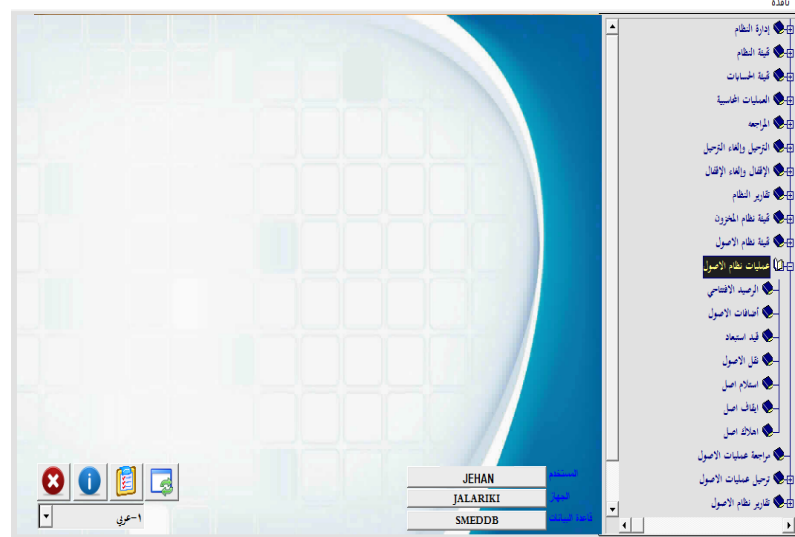 نافذة
إدارة النظام
تهيئة النظام
تهيئة الحسابات
العمليات المحاسبية
المراجعه
الترحيل وإلغاء الترحيل
الإقفال وإلغاء الإقفال
تقارير النظام
تهيئة نظام المخزون
تهيئة نظام الاصول
عمليات نظام الاصول
الرصيد الافتتاحي
أضافات الاصول
قيد استبعاد
نقل الاصول
استلام اصل
ايقاف اصل
اهلاك اصل
مراجعة عمليات الاصول
ترحيل عمليات الاصول
تقارير نظام الاصول
المستخدم JEHAN
الجهاز JALARIKI
قاعدة البيانات SMEDDB
١-عربي